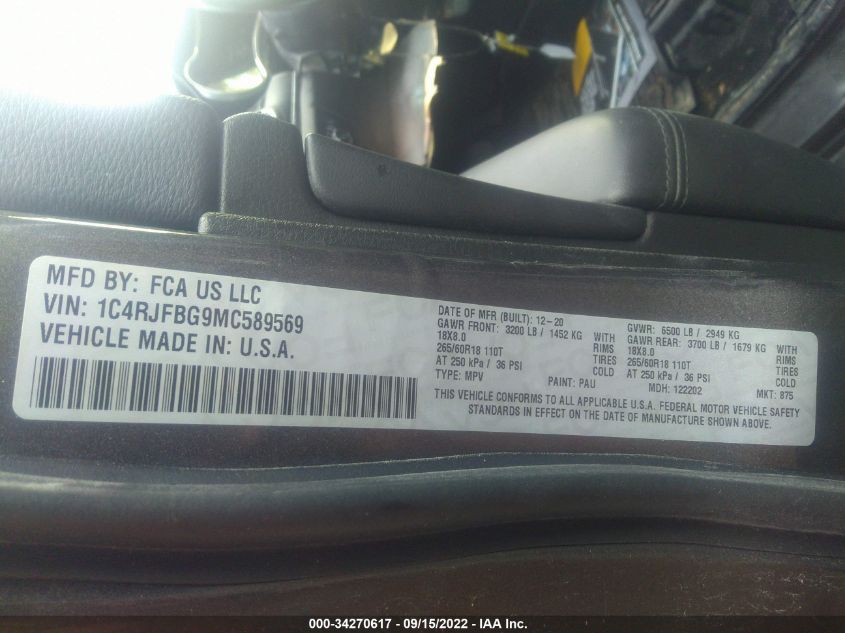 MFD BY: FCA US LLC
VIN: 1C4RJFBG9MC589569
VEHICLE MADE IN: U.S.A.
DATE OF MFR (BUILT): 12-20 GVWR: 6500 LB / 2949 KG
GAWR FRONT: 3200 LB / 1452 KG WITH GAWR REAR: 3700 LB / 1679 KG WITH
18X8.0 RIMS 18X8.0 RIMS
265/60R18 110T TIRES 265/60R18 110T TIRES
AT 250 kPA / 36 PSI COLD AT 250 kPA / 36 PSI COLD
TYPE: MPV PAINT: PAU MDH: 122202 MKT: 875
THIS VEHICLE CONFORMS TO ALL APPLICABLE U.S.A. FEDERAL MOTOR VEHICLE SAFETY
STANDARDS IN EFFECT ON THE DATE OF MANUFACTURE SHOWN ABOVE.
000-34270617 - 09/15/2022 - IAA Inc.